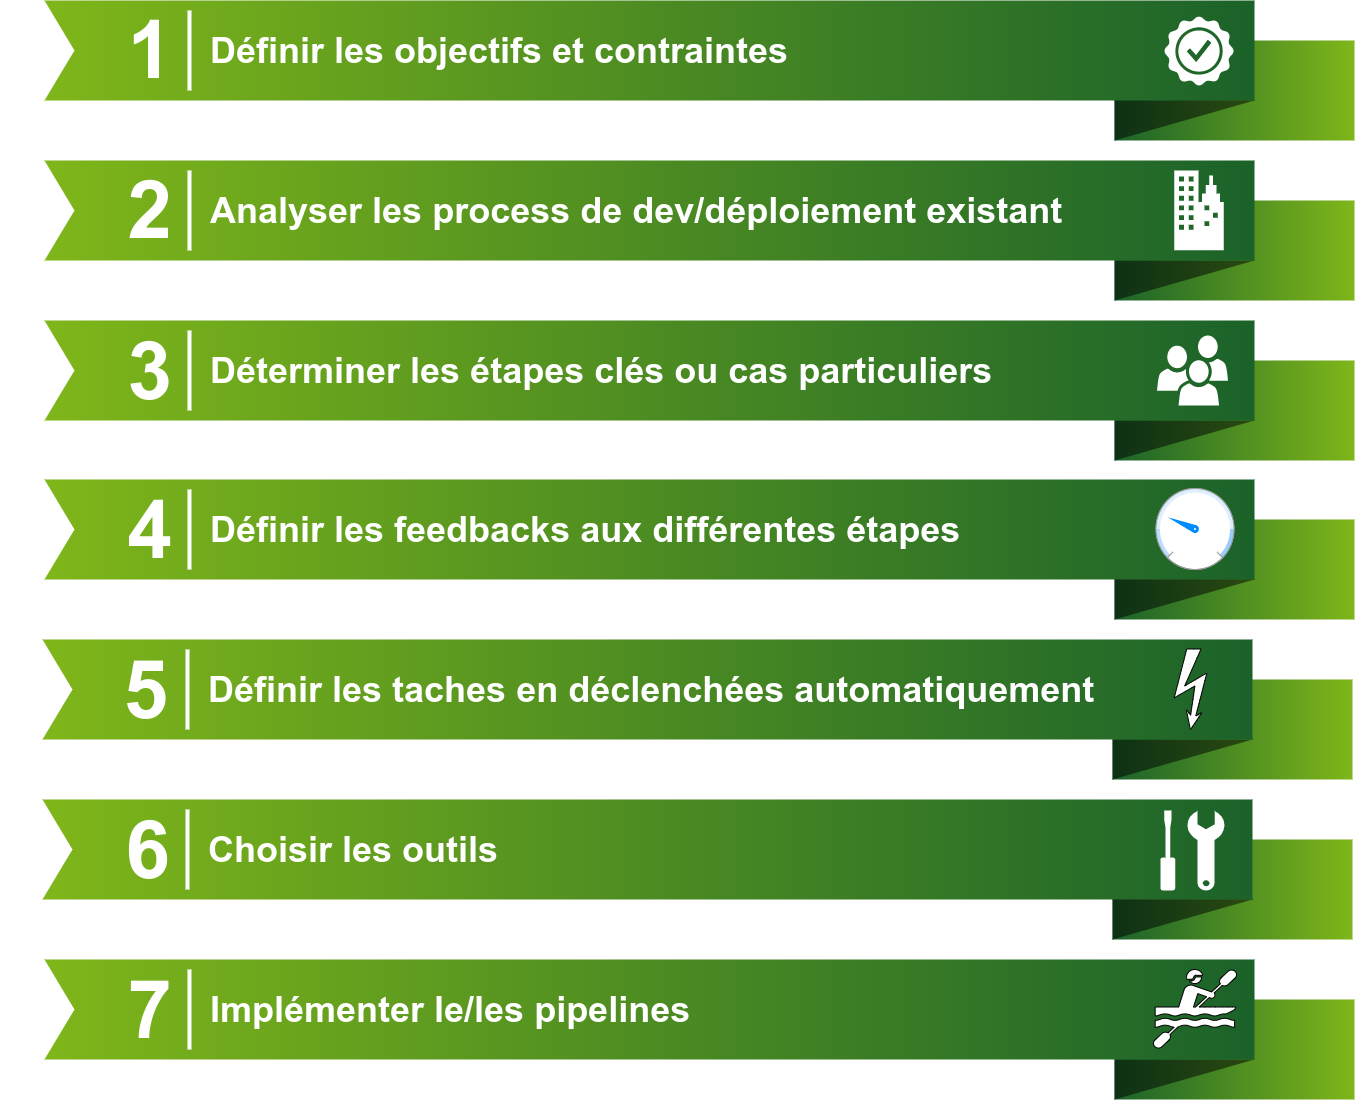 1 Définir les objectifs et contraintes
2 Analyser les process de dev/déploiement existant
3 Déterminer les étapes clés ou cas particuliers
4 Définir les feedbacks aux différentes étapes
5 Définir les taches en déclenchées automatiquement
6 Choisir les outils
7 Implémenter le/les pipelines